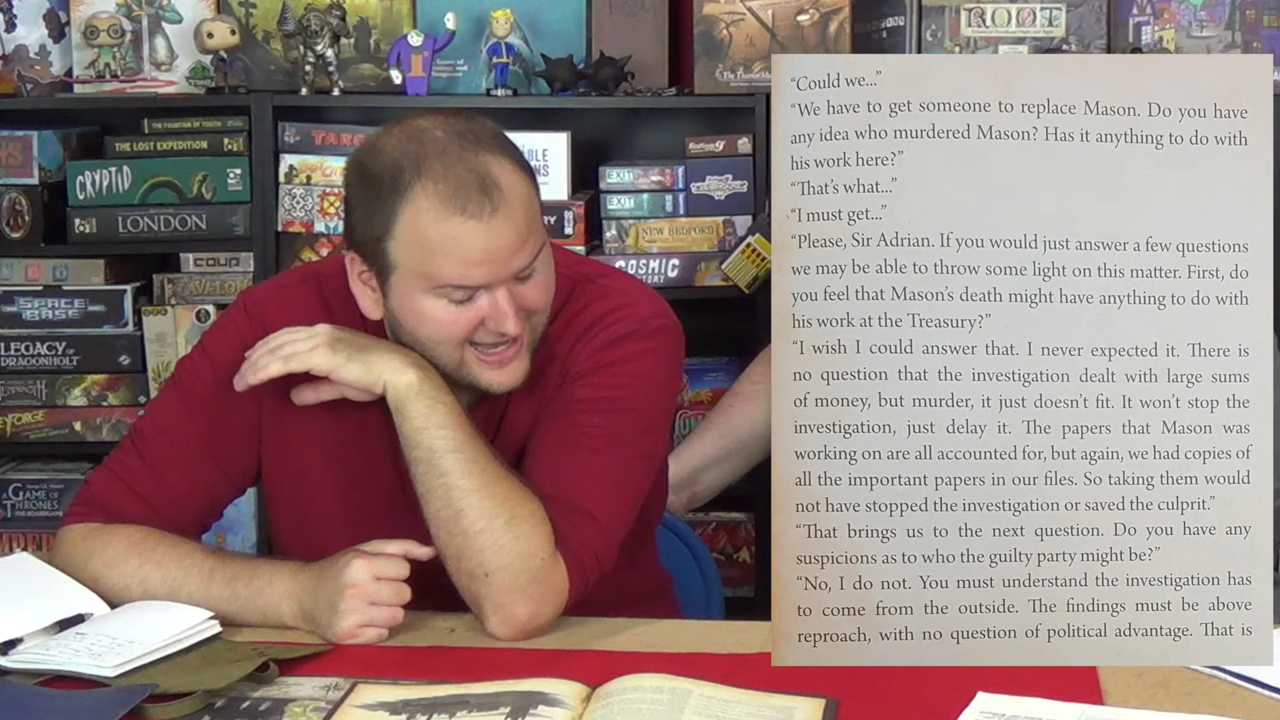 ROOT
THE FOUNTAIN OF YOUTH
THE LOST EXPEDITION
CRYPTID
LONDON
COUP
AVALON
SPACE
BASE
LEGACY OF
DRAGONHOLT
KEYFORGE
A GAME OF
THRONES
EXIT
EXIT
NEW BEDFORD
COSMIC
“Could we...”
“We have to get someone to replace Mason. Do you have
any idea who murdered Mason? Has it anything to do with
his work here?”
“That’s what...”
“I must get...”
“Please, Sir Adrian. If you would just answer a few questions
we may be able to throw some light on this matter. First, do
you feel that Mason’s death might have anything to do with
his work at the Treasury?”
“I wish I could answer that. I never expected it. There is
no question that the investigation dealt with large sums
of money, but murder, it just doesn’t fit. It won’t stop the
investigation, just delay it. The papers that Mason was
working on are all accounted for, but again, we had copies of
all the important papers in our files. So taking them would
not have stopped the investigation or saved the culprit.”
“That brings us to the next question. Do you have any
suspicions as to who the guilty party might be?”
“No, I do not. You must understand the investigation has
to come from the outside. The findings must be above
reproach, with no question of political advantage. That is